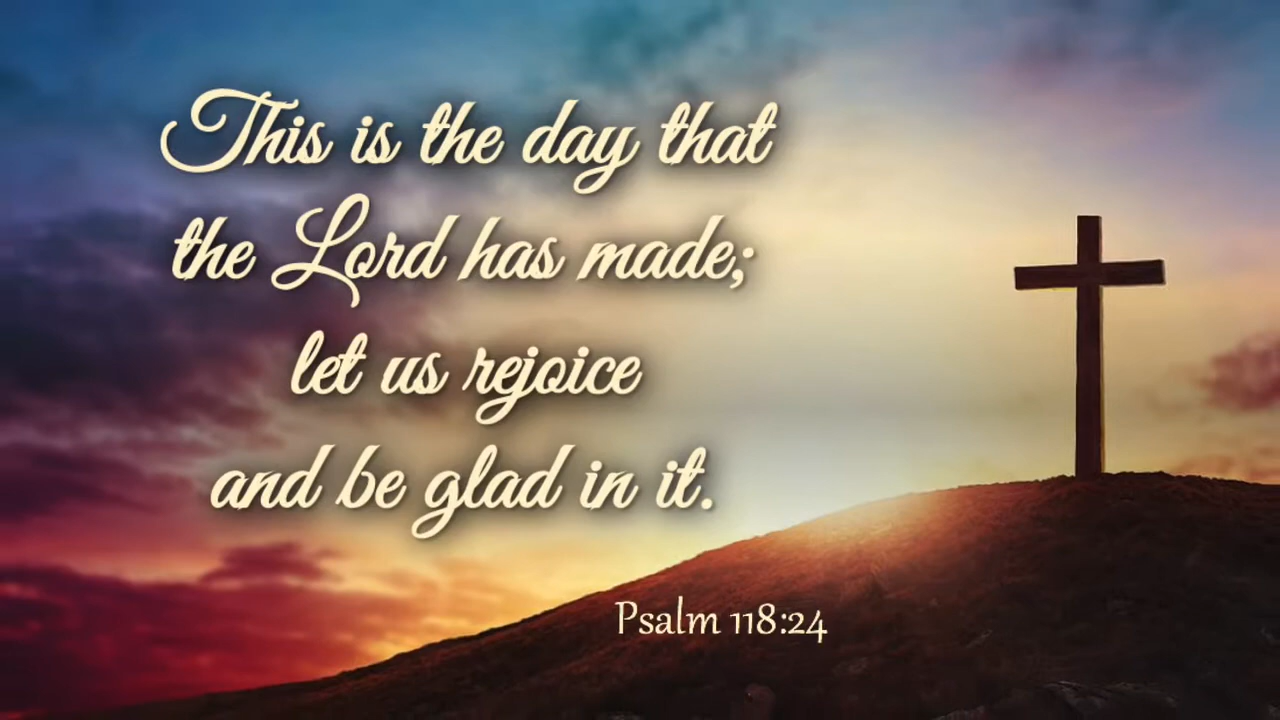 This is the day that
the Lord has made;
let us rejoice
and be glad in it.
Psalm 118:24